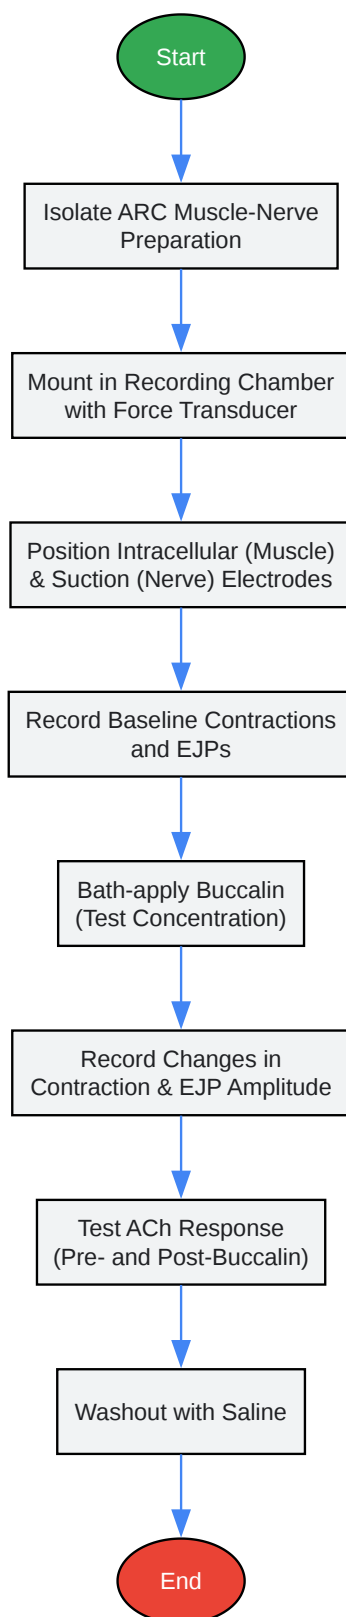 Start
Isolate ARC Muscle-Nerve
Preparation
Mount in Recording Chamber
with Force Transducer
Position Intracellular (Muscle)
& Suction (Nerve) Electrodes
Record Baseline Contractions
and EJPs
Bath-apply Buccalin
(Test Concentration)
Record Changes in
Contraction & EJP Amplitude
Test ACh Response
(Pre- and Post-Buccalin)
Washout with Saline
End